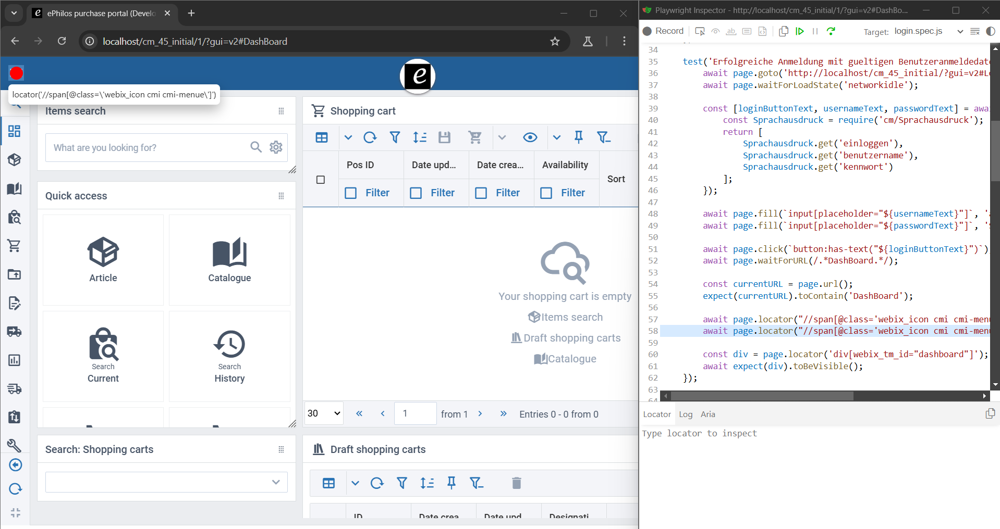 ePhilos purchase portal (Develo
localhost/cm_45_initial/1/?gui=v2#DashBoard
e
locator('//span[@class=\'webix_icon cmi cmi-menue\']')
Items search
What are you looking for?
Quick access
Article
Catalogue
Search
Current
Search
History
Search: Shopping carts
Shopping cart
Pos ID
Date upd...
Date crea...
Availability
Sort
Filter
Filter
Filter
Filter
Your shopping cart is empty
Items search
Draft shopping carts
Catalogue
30
1
from 1
Entries 0 - 0 from 0
Draft shopping carts
ID
Date crea
Date upd
Designati
Playwright Inspector - http://localhost/cm_45_initial/1/?gui=v2#DashBo...
Record
Target: login.spec.js
34
35 test('Erfolgreiche Anmeldung mit gueltigen Benutzeranmeldedat
36 await page.goto('http://localhost/cm_45_initial/?gui=v2#L
37 await page.waitForLoadState('networkidle');
38
39 const [loginButtonText, usernameText, passwordText] = awa
40 const Sprachausdruck = require('cm/Sprachausdruck');
41 return [
42 Sprachausdruck.get('einloggen'),
43 Sprachausdruck.get('benutzername'),
44 Sprachausdruck.get('kennwort')
45 ];
46 });
47
48 await page.fill(`input[placeholder="${usernameText}"]`, '
49 await page.fill(`input[placeholder="${passwordText}"]`, '
50
51 await page.click(`button:has-text("${loginButtonText}")`)
52 await page.waitForURL(/.*DashBoard.*/);
53
54 const currentURL = page.url();
55 expect(currentURL).toContain('DashBoard');
56
57 await page.locator("//span[@class='webix_icon cmi cmi-men
58 await page.locator("//span[@class='webix_icon cmi cmi-men
59
60 const div = page.locator('div[webix_tm_id="dashboard"]');
61 await expect(div).toBeVisible();
62 });
63
64
Locator Log Aria
Type locator to inspect